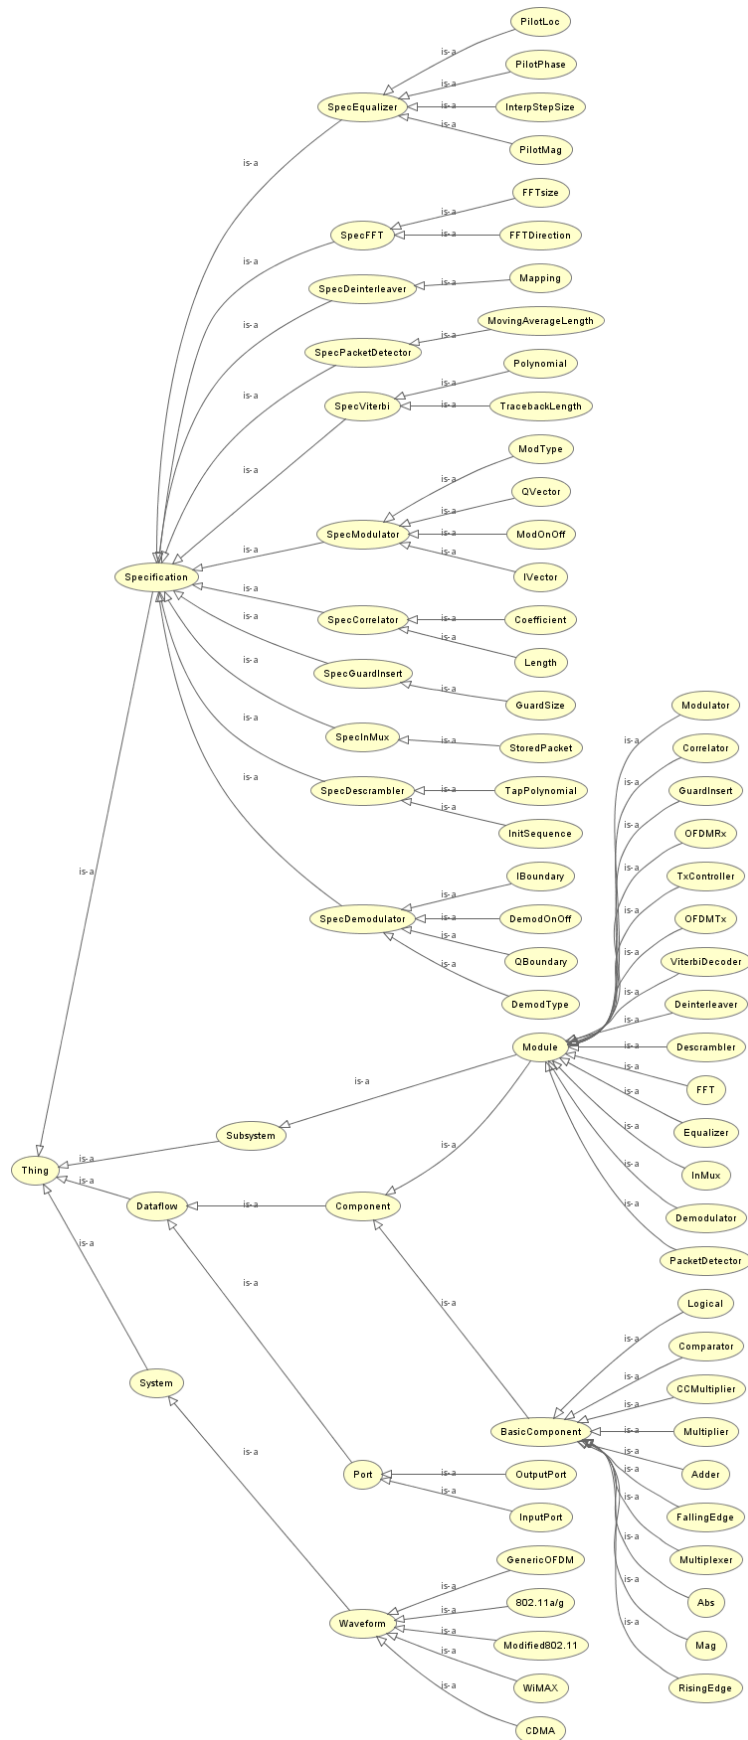 PilotLoc
is-a
PilotPhase
is-a
SpecEqualizer
is-a
InterpStepSize
is-a
PilotMag
is-a
FFTsize
is-a
SpecFFT
is-a
FFTDirection
is-a
Mapping
SpecDeinterleaver
is-a
is-a
MovingAverageLength
is-a
SpecPacketDetector
Polynomial
is-a
is-a
SpecViterbi
is-a
TracebackLength
ModType
is-a
is-a
QVector
is-a
SpecModulator
is-a
ModOnOff
is-a
is-a
IVector
Specification
SpecCorrelator
is-a
Coefficient
is-a
is-a
Length
is-a
SpecGuardInsert
is-a
GuardSize
is-a
SpecInMux
is-a
StoredPacket
is-a
SpecDescrambler
is-a
TapPolynomial
is-a
InitSequence
is-a
IBoundary
is-a
SpecDemodulator
is-a
DemodOnOff
is-a
QBoundary
is-a
DemodType
is-a
Modulator
is-a
Correlator
is-a
GuardInsert
is-a
OFDMRx
is-a
TxController
is-a
OFDMTx
is-a
ViterbiDecoder
is-a
Deinterleaver
is-a
Module
is-a
Descrambler
is-a
FFT
is-a
Equalizer
is-a
InMux
is-a
Demodulator
is-a
PacketDetector
is-a
is-a
Subsystem
is-a
Thing
is-a
Dataflow
is-a
Component
is-a
is-a
System
is-a
is-a
Logical
is-a
Comparator
is-a
CCMultiplier
is-a
BasicComponent
is-a
Multiplier
is-a
Adder
is-a
FallingEdge
is-a
Multiplexer
is-a
Abs
is-a
Mag
is-a
RisingEdge
is-a
Port
is-a
OutputPort
is-a
InputPort
GenericOFDM
is-a
802.11a/g
is-a
Waveform
is-a
Modified802.11
is-a
WiMAX
is-a
CDMA